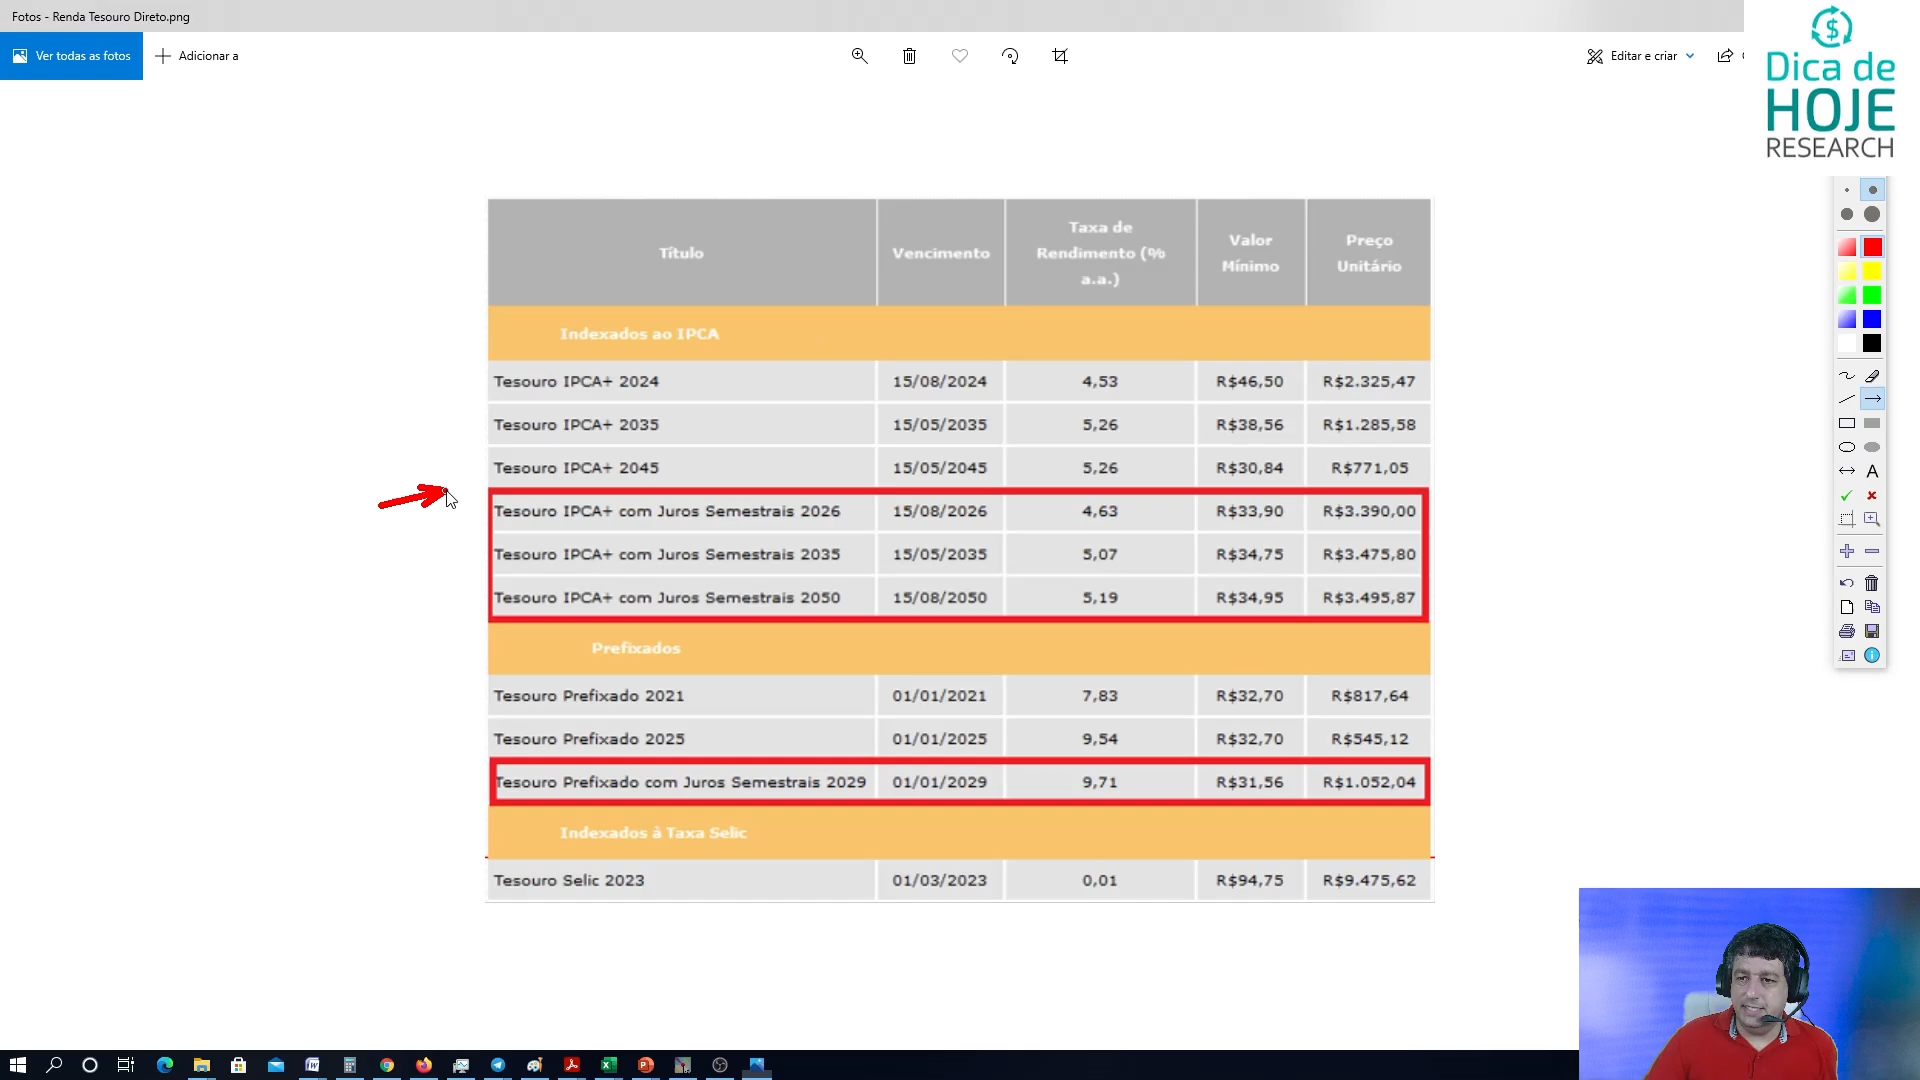 Fotos - Renda Tesouro Direto.png
Ver todas as fotos
Adicionar a
Editar e criar
$
Dica de
HOJE
RESEARCH
Título Vencimento Taxa de Rendimento (% a.a.) Valor Mínimo Preço Unitário
Indexados ao IPCA
Tesouro IPCA+ 2024 15/08/2024 4,53 R$46,50 R$2.325,47
Tesouro IPCA+ 2035 15/05/2035 5,26 R$38,56 R$1.285,58
Tesouro IPCA+ 2045 15/05/2045 5,26 R$30,84 R$771,05
Tesouro IPCA+ com Juros Semestrais 2026 15/08/2026 4,63 R$33,90 R$3.390,00
Tesouro IPCA+ com Juros Semestrais 2035 15/05/2035 5,07 R$34,75 R$3.475,80
Tesouro IPCA+ com Juros Semestrais 2050 15/08/2050 5,19 R$34,95 R$3.495,87
Prefixados
Tesouro Prefixado 2021 01/01/2021 7,83 R$32,70 R$817,64
Tesouro Prefixado 2025 01/01/2025 9,54 R$32,70 R$545,12
Tesouro Prefixado com Juros Semestrais 2029 01/01/2029 9,71 R$31,56 R$1.052,04
Indexados à Taxa Selic
Tesouro Selic 2023 01/03/2023 0,01 R$94,75 R$9.475,62
A